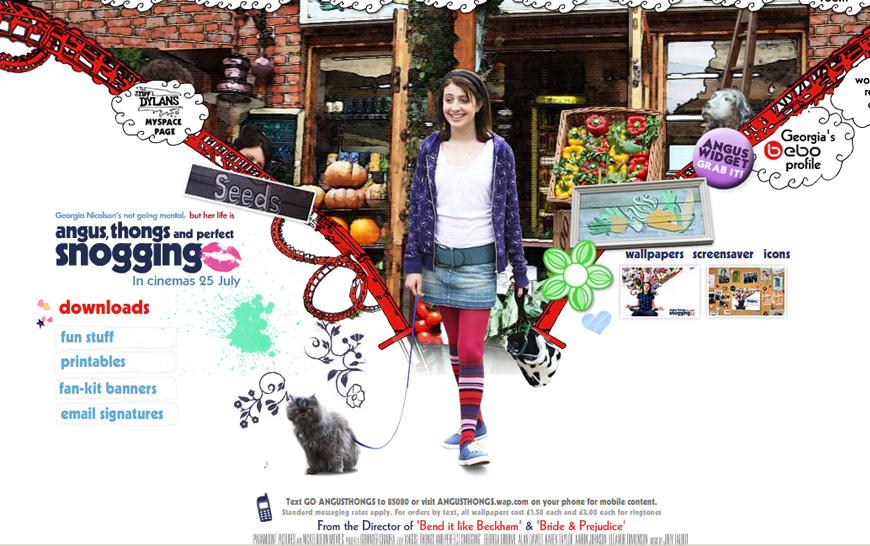 THE
STIFF
DYLANS
MYSPACE
PAGE
Georgia's
bebo
profile
ANGUS
WIDGET
GRAB IT!
Seeds
Georgia Nicolson's not going mental, but her life is
angus, thongs and perfect
snogging
In cinemas 25 July
wallpapers screensaver icons
downloads
fun stuff
printables
fan-kit banners
email signatures
Text GO ANGUSTHONGS to 85080 or visit ANGUSTHONGS.wap.com on your phone for mobile content.
Standard messaging rates apply. For orders by text, all wallpapers cost £1.50 each and £3.00 each for ringtones
From the Director of 'Bend it like Beckham' & 'Bride & Prejudice'